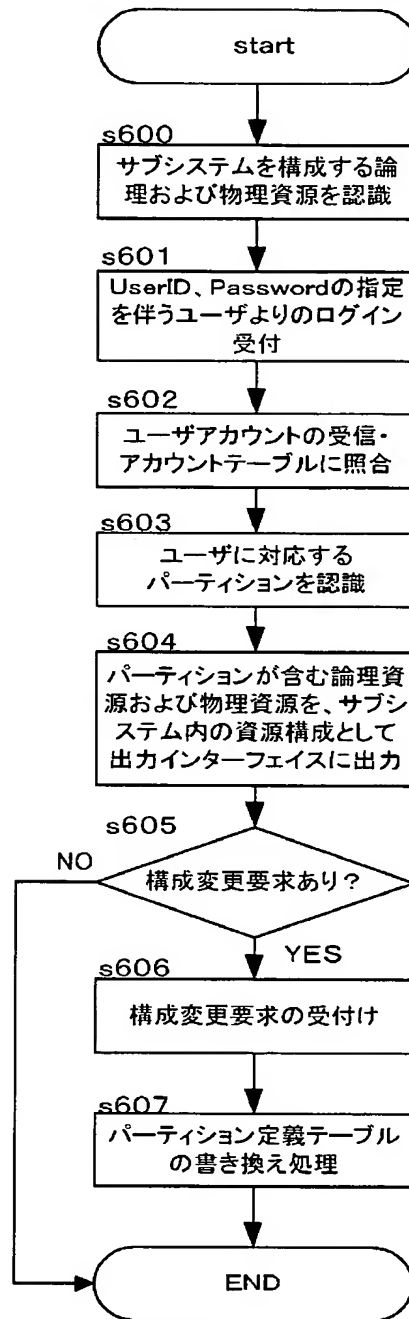 start
s600
サブシステムを構成する論
理および物理資源を認識
s601
UserID、Passwordの指定
を伴うユーザよりのログイン
受付
s602
ユーザアカウントの受信・
アカウントテーブルに照合
s603
ユーザに対応する
パーティションを認識
s604
パーティションが含む論理資
源および物理資源を、サブシ
ステム内の資源構成として
出力インターフェイスに出力
s605
NO
構成変更要求あり?
YES
s606
構成変更要求の受付け
s607
パーティション定義テーブル
の書き換え処理
END